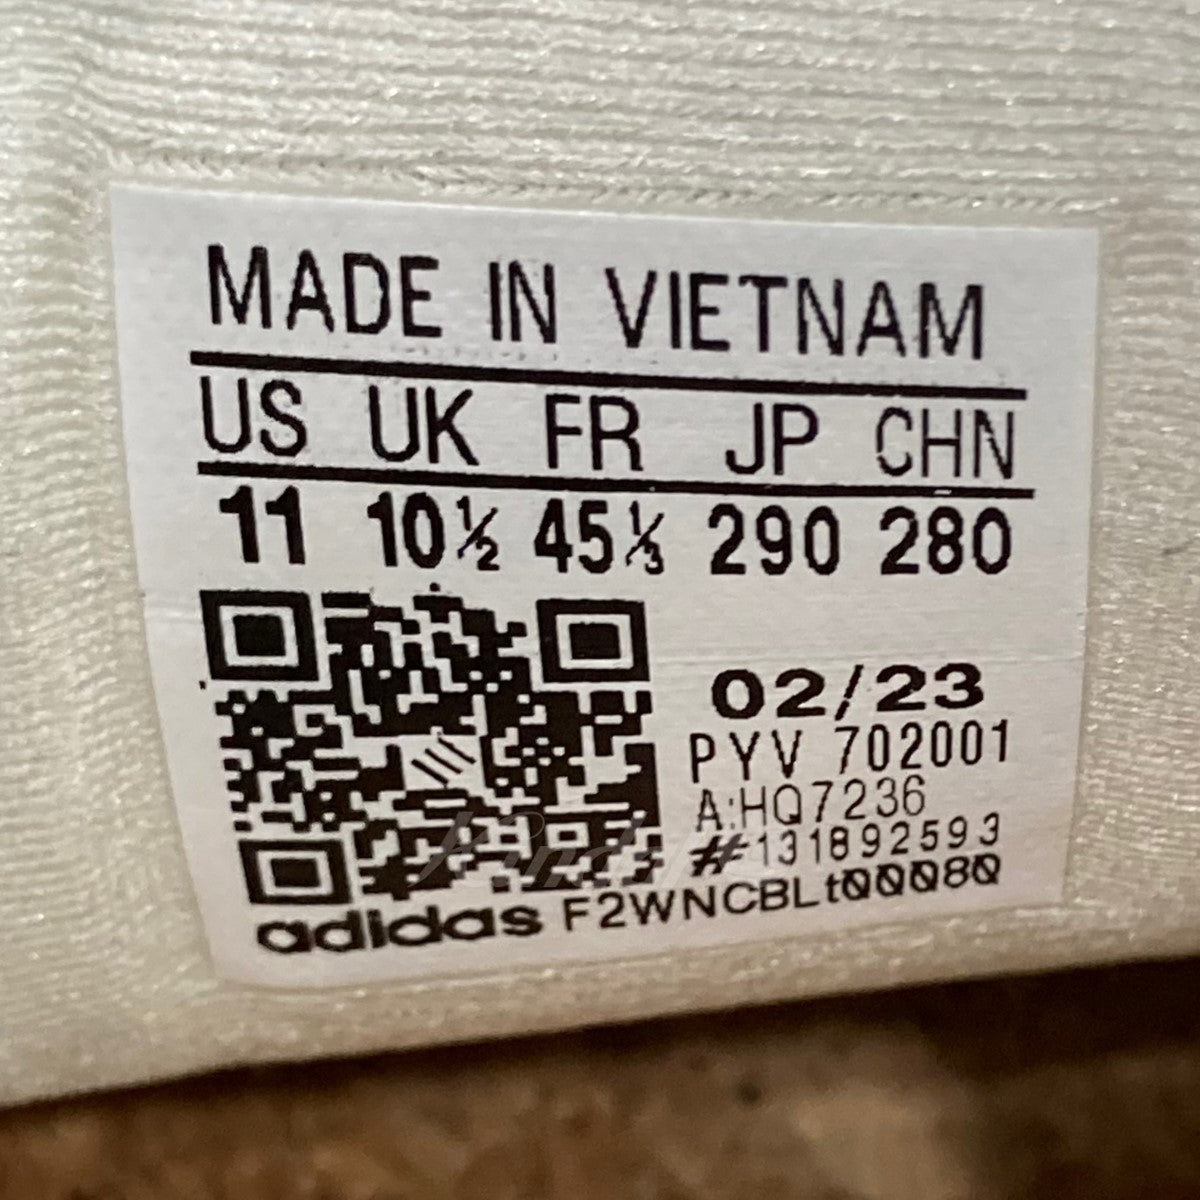 MADE IN VIETNAM
US UK FR JP CHN
11 10½ 45⅓ 290 280
02/23
PYV 702001
A:HQ7236
#131892593
adidas F2WNCBLt00080